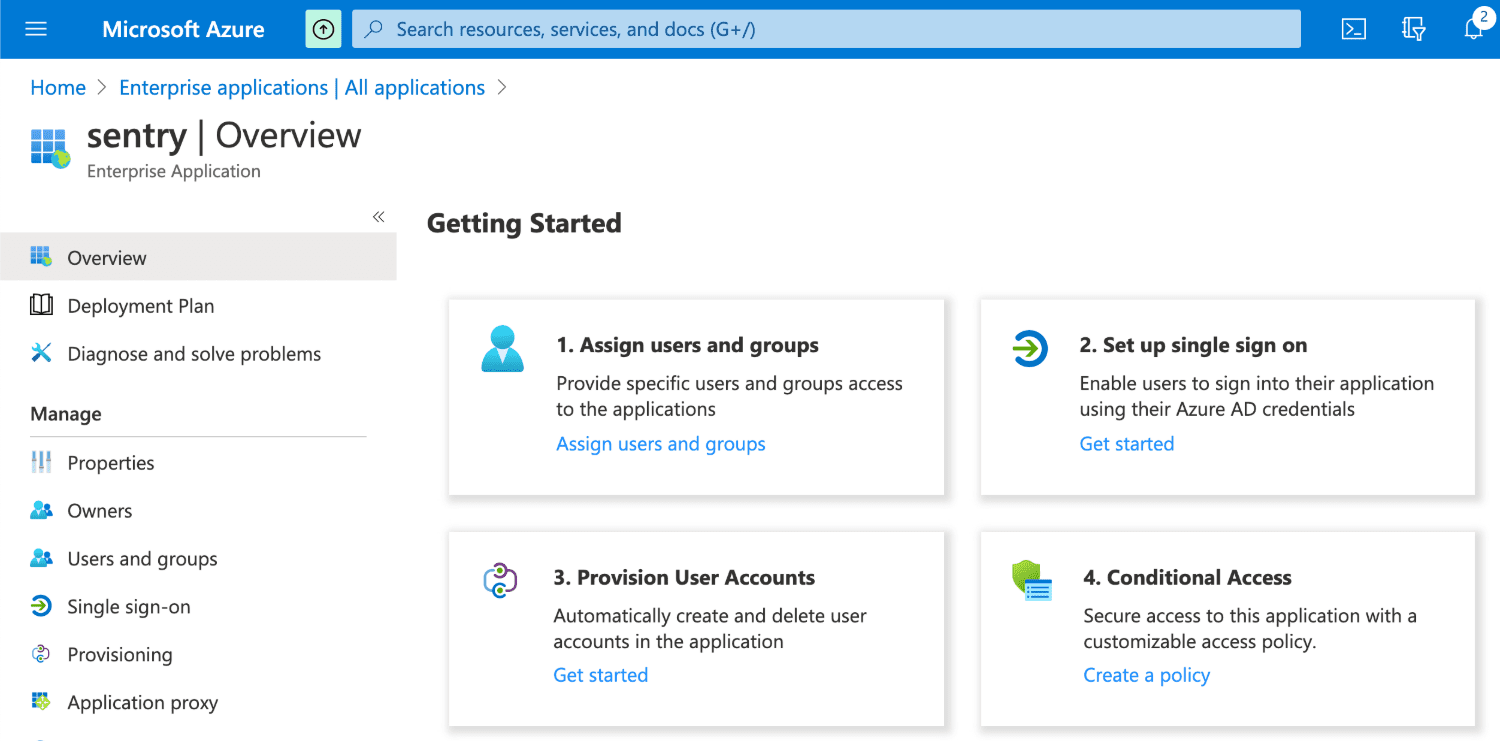 Microsoft Azure
Search resources, services, and docs (G+/)
2
Home > Enterprise applications | All applications >
sentry | Overview
Enterprise Application
«
Overview
Deployment Plan
Diagnose and solve problems
Manage
Properties
Owners
Users and groups
Single sign-on
Provisioning
Application proxy
Getting Started
1. Assign users and groups
Provide specific users and groups access
to the applications
Assign users and groups
2. Set up single sign on
Enable users to sign into their application
using their Azure AD credentials
Get started
3. Provision User Accounts
Automatically create and delete user
accounts in the application
Get started
4. Conditional Access
Secure access to this application with a
customizable access policy.
Create a policy